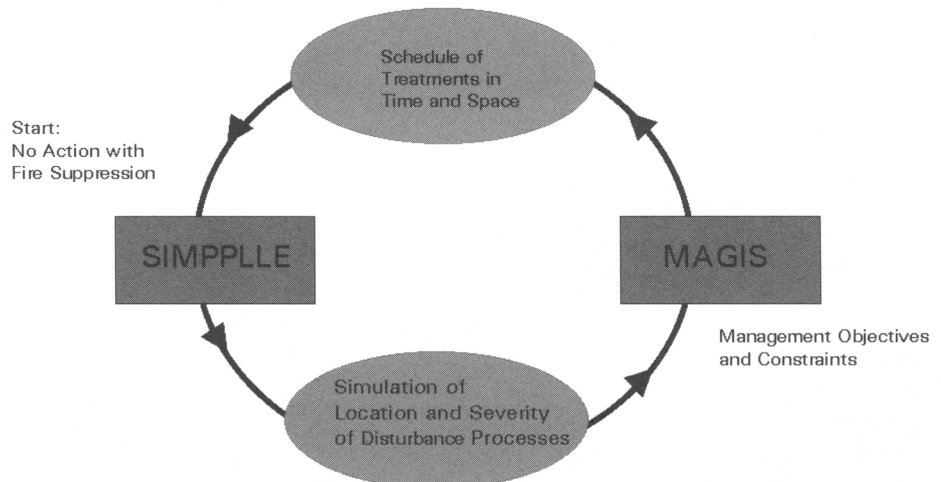 Schedule of
Treatments in
Time and Space
Start:
No Action with
Fire Suppression
SIMPPLLE
MAGIS
Management Objectives
and Constraints
Simulation of
Location and Severity
of Disturbance Processes